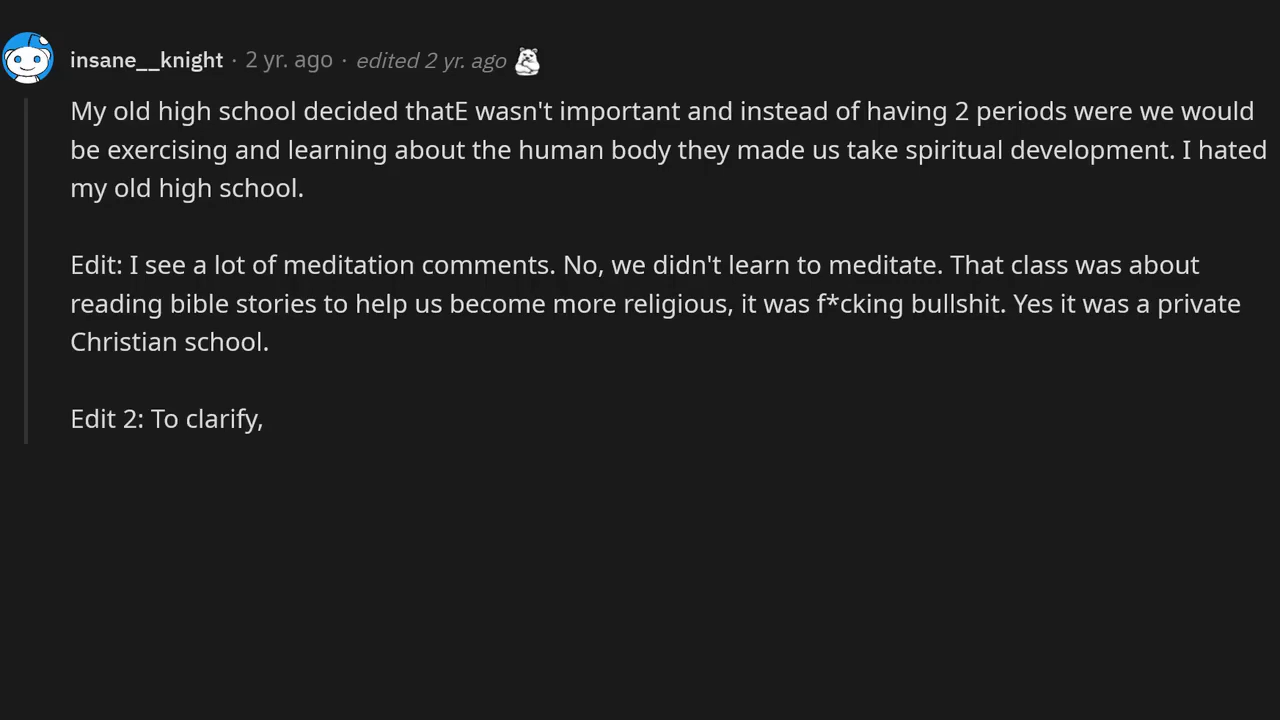 insane__knight · 2 yr. ago · edited 2 yr. ago
My old high school decided thatE wasn't important and instead of having 2 periods were we would
be exercising and learning about the human body they made us take spiritual development. I hated
my old high school.
Edit: I see a lot of meditation comments. No, we didn't learn to meditate. That class was about
reading bible stories to help us become more religious, it was f*cking bullshit. Yes it was a private
Christian school.
Edit 2: To clarify,